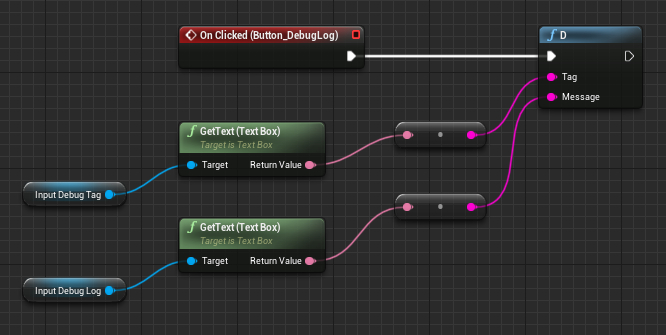 On Clicked (Button_DebugLog)
f D
Tag
Message
f GetText (Text Box)
Target is Text Box
Target Return Value
Input Debug Tag
f GetText (Text Box)
Target is Text Box
Target Return Value
Input Debug Log